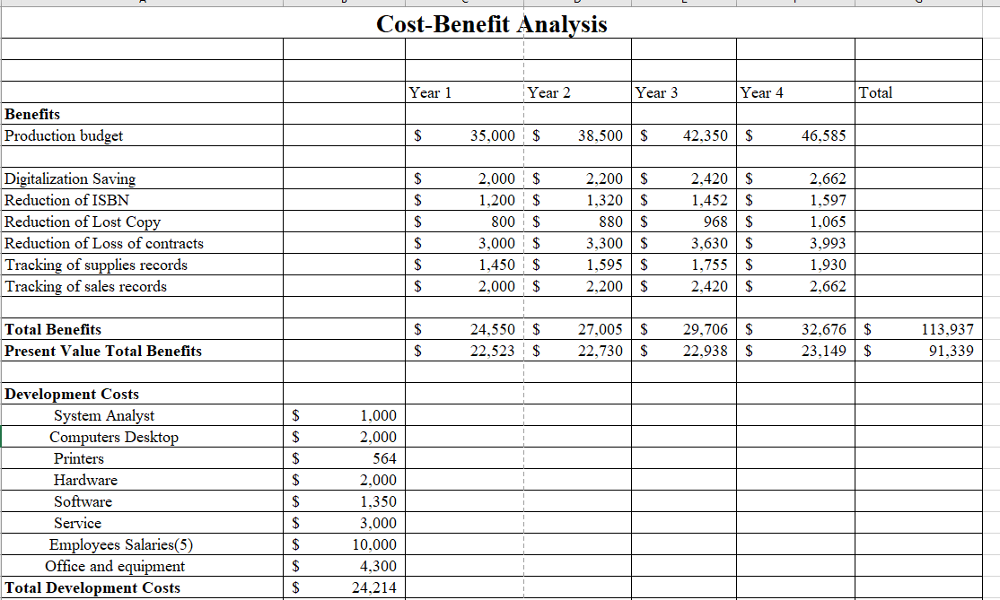 Cost-Benefit Analysis
Year 1 Year 2 Year 3 Year 4 Total
Benefits
Production budget $ 35,000 $ 38,500 $ 42,350 $ 46,585
Digitalization Saving $ 2,000 $ 2,200 $ 2,420 $ 2,662
Reduction of ISBN $ 1,200 $ 1,320 $ 1,452 $ 1,597
Reduction of Lost Copy $ 800 $ 880 $ 968 $ 1,065
Reduction of Loss of contracts $ 3,000 $ 3,300 $ 3,630 $ 3,993
Tracking of supplies records $ 1,450 $ 1,595 $ 1,755 $ 1,930
Tracking of sales records $ 2,000 $ 2,200 $ 2,420 $ 2,662
Total Benefits $ 24,550 $ 27,005 $ 29,706 $ 32,676 $ 113,937
Present Value Total Benefits $ 22,523 $ 22,730 $ 22,938 $ 23,149 $ 91,339
Development Costs
System Analyst $ 1,000
Computers Desktop $ 2,000
Printers $ 564
Hardware $ 2,000
Software $ 1,350
Service $ 3,000
Employees Salaries(5) $ 10,000
Office and equipment $ 4,300
Total Development Costs $ 24,214